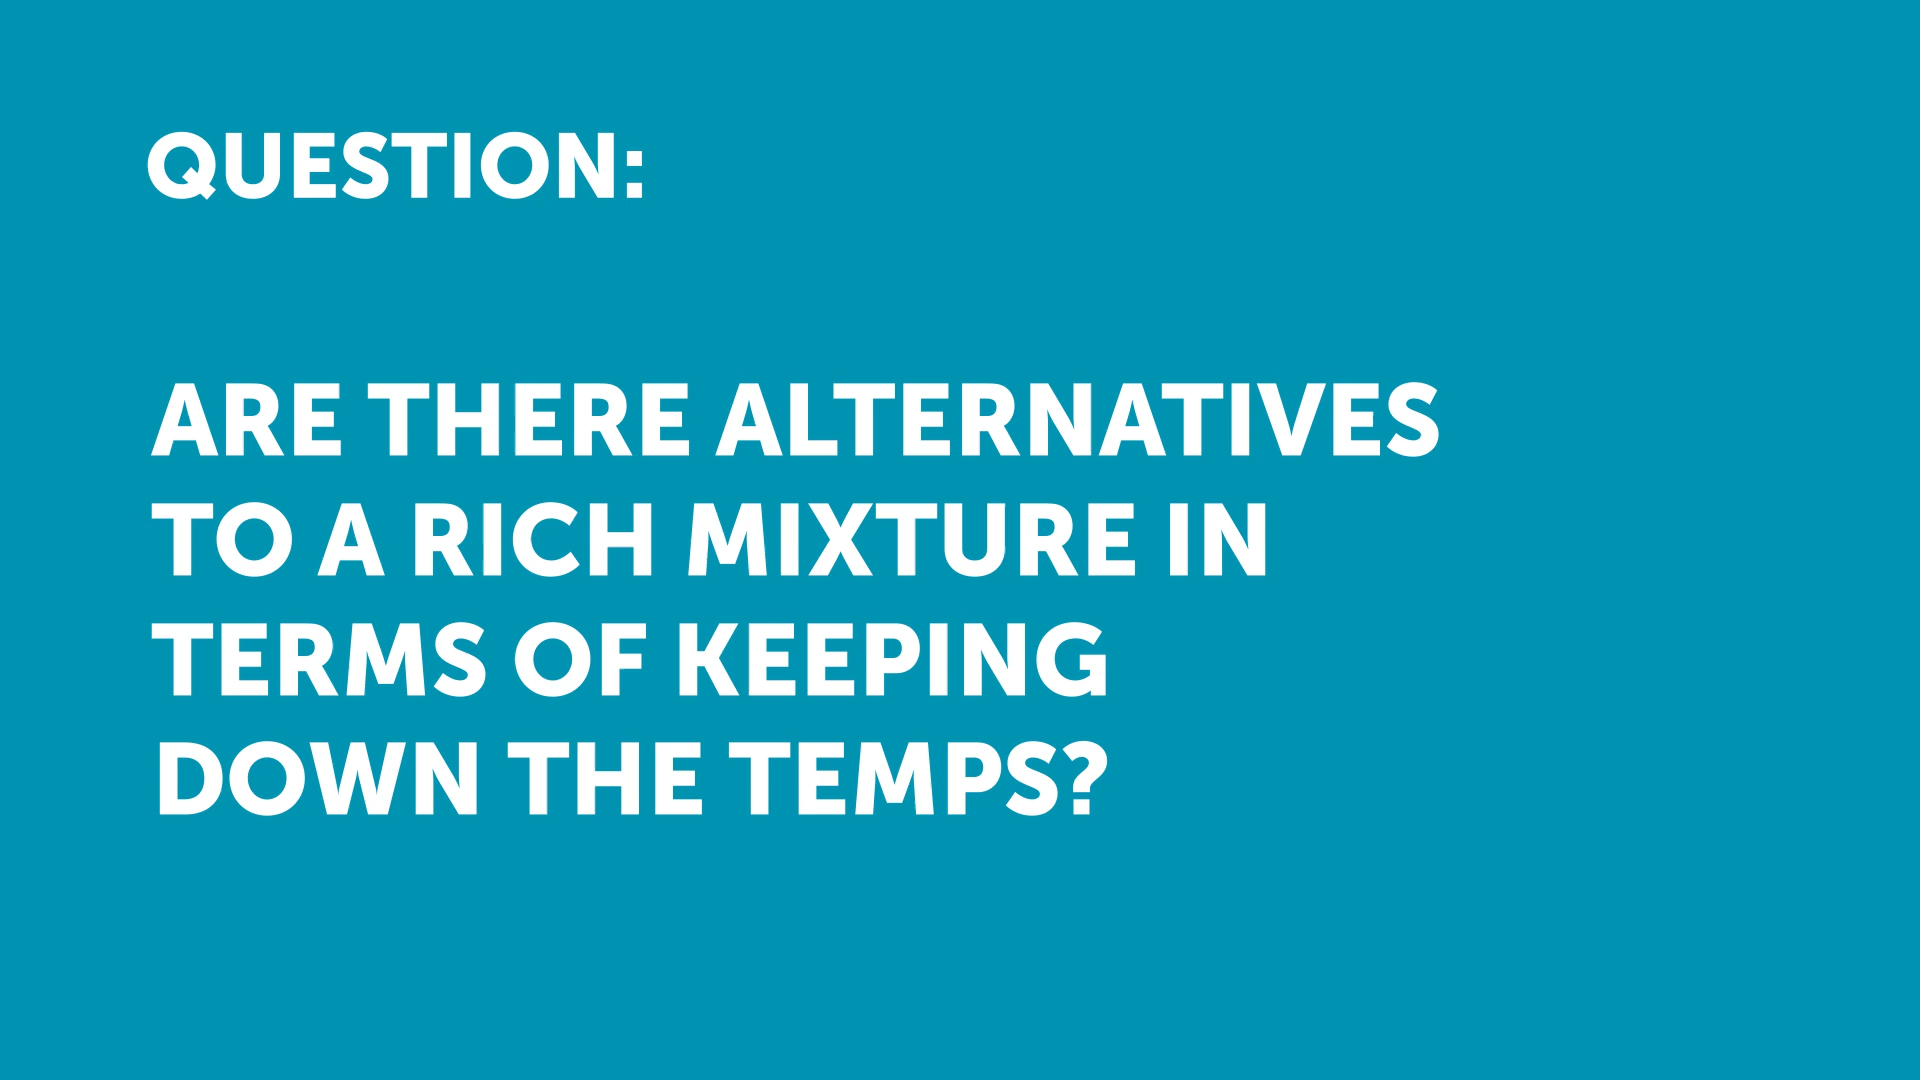 QUESTION:
ARE THERE ALTERNATIVES
TO A RICH MIXTURE IN
TERMS OF KEEPING
DOWN THE TEMPS?